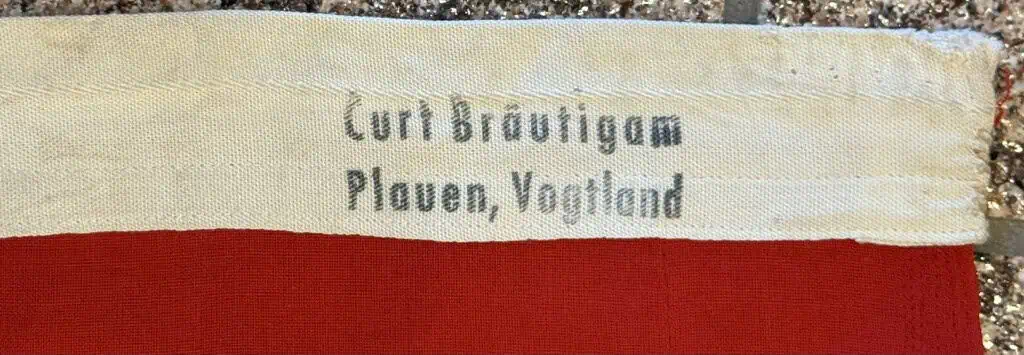 Curt Bräutigam
Plauen, Vogtland